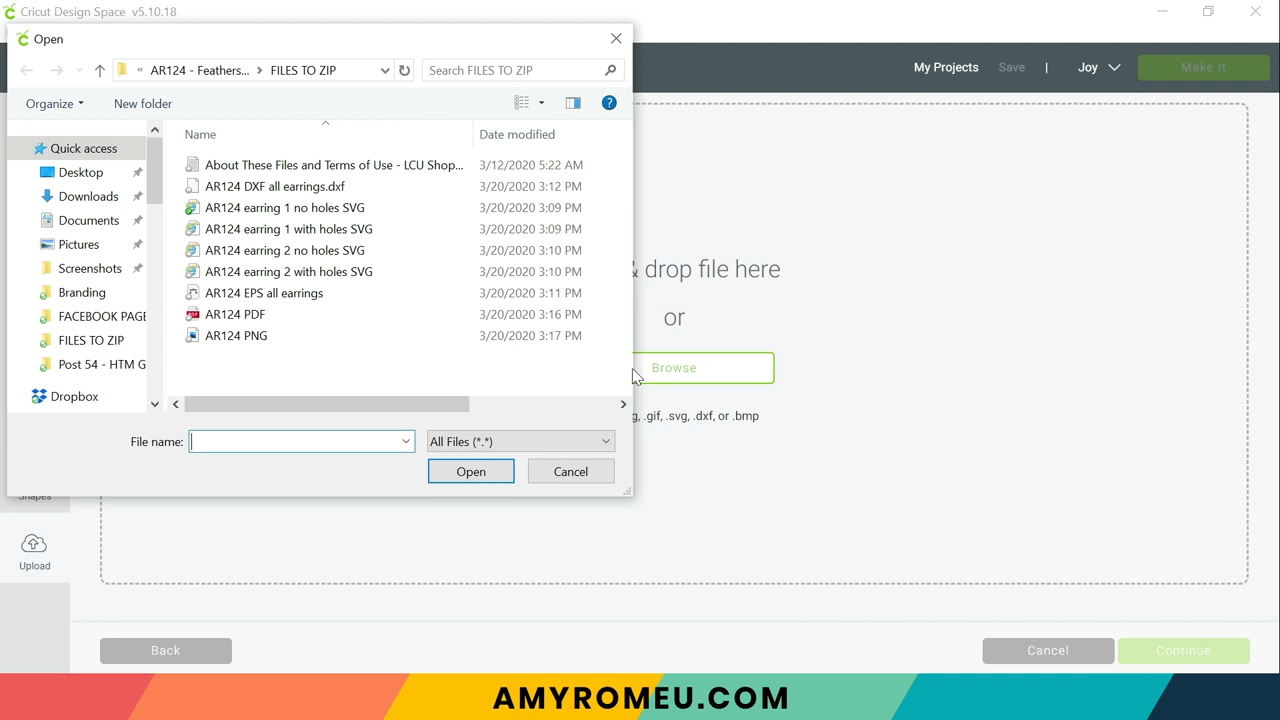 Cricut Design Space v5.10.18
Open
« AR124 - Feathers... > FILES TO ZIP
Search FILES TO ZIP
My Projects Save | Joy Make It
Organize New folder
Name Date modified
Quick access
Desktop
Downloads
Documents
Pictures
Screenshots
Branding
FACEBOOK PAGE
FILES TO ZIP
Post 54 - HTM G
Dropbox
About These Files and Terms of Use - LCU Shop... 3/12/2020 5:22 AM
AR124 DXF all earrings.dxf 3/20/2020 3:12 PM
AR124 earring 1 no holes SVG 3/20/2020 3:09 PM
AR124 earring 1 with holes SVG 3/20/2020 3:09 PM
AR124 earring 2 no holes SVG 3/20/2020 3:10 PM
AR124 earring 2 with holes SVG 3/20/2020 3:10 PM
AR124 EPS all earrings 3/20/2020 3:11 PM
AR124 PDF 3/20/2020 3:16 PM
AR124 PNG 3/20/2020 3:17 PM
File name:
All Files (*.*)
Open Cancel
& drop file here
or
Browse
g, .gif, .svg, .dxf, or .bmp
Shapes
Upload
Back Cancel Continue
AMYROMEU.COM